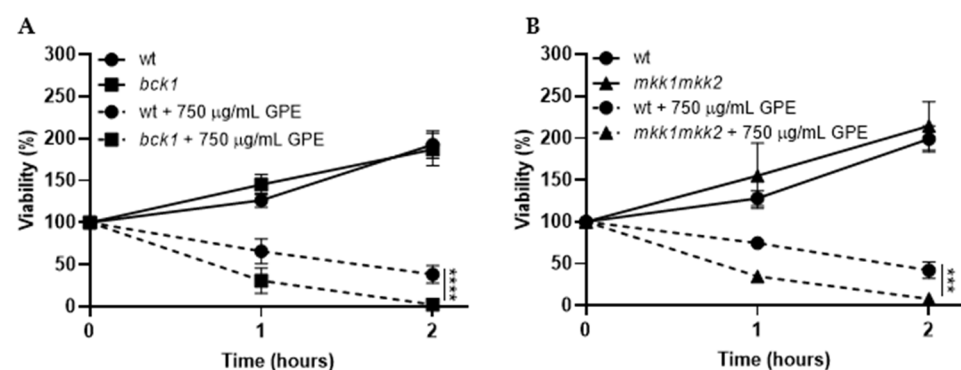 A
300
250
200
150
100
50
0
Viability (%)
wt
bck1
wt + 750 μg/mL GPE
bck1 + 750 μg/mL GPE
****
0 1 2
Time (hours)
B
300
250
200
150
100
50
0
Viability (%)
wt
mkk1mkk2
wt + 750 μg/mL GPE
mkk1mkk2 + 750 μg/mL GPE
***
0 1 2
Time (hours)